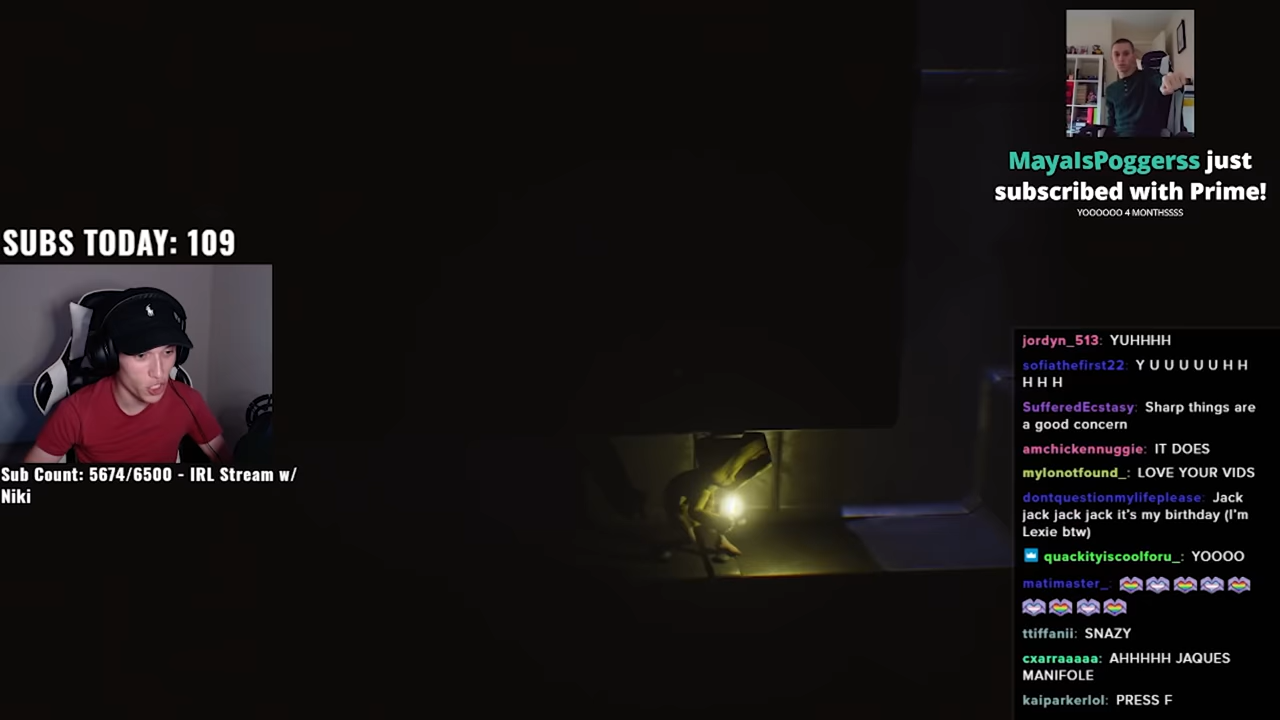 MayaIsPoggerss just
subscribed with Prime!
YOOOOOO 4 MONTHSSSS
SUBS TODAY: 109
Sub Count: 5674/6500 - IRL Stream w/
Niki
jordyn_513: YUHHHH
sofiathefirst22: Y U U U U U H H
H H H
SufferedEcstasy: Sharp things are
a good concern
amchickennuggie: IT DOES
mylonotfound_: LOVE YOUR VIDS
dontquestionmylifeplease: Jack
jack jack jack it's my birthday (I'm
Lexie btw)
quackityiscoolforu_: YOOOO
matimaster_:
ttiffanii: SNAZY
cxarraaaaa: AHHHHH JAQUES
MANIFOLE
kaiparkerlol: PRESS F